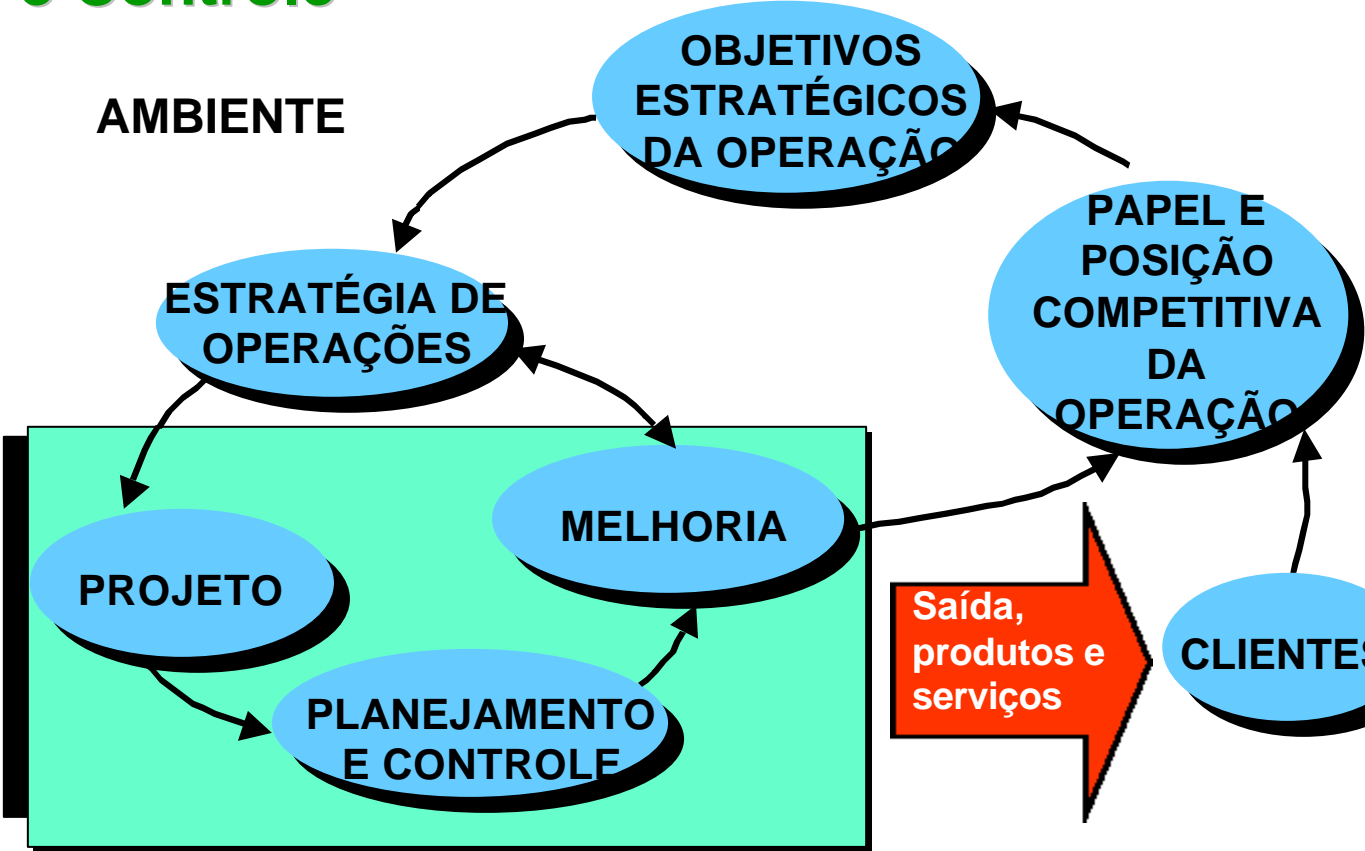 e Controle
AMBIENTE
OBJETIVOS
ESTRATÉGICOS
DA OPERAÇÃO
PAPEL E
POSIÇÃO
COMPETITIVA
DA
OPERAÇÃO
ESTRATÉGIA DE
OPERAÇÕES
MELHORIA
PROJETO
PLANEJAMENTO
E CONTROLE
Saída,
produtos e
serviços
CLIENTES